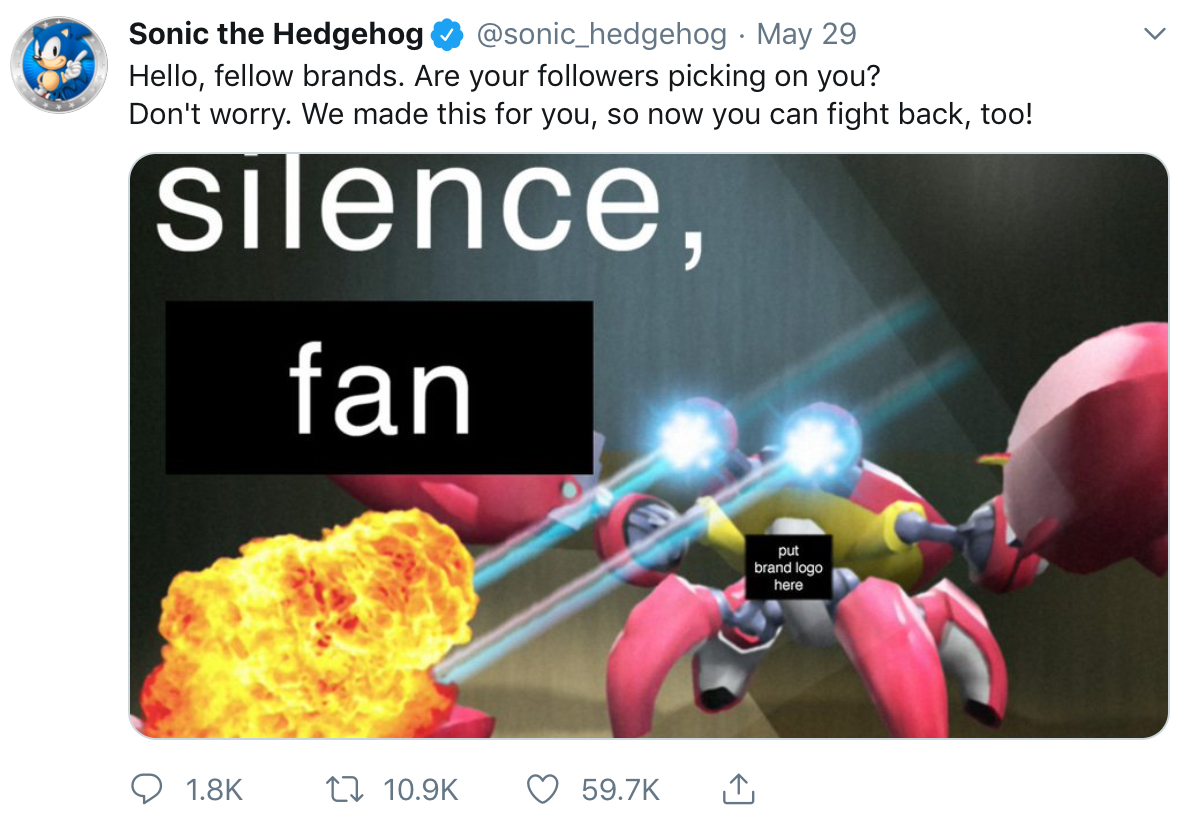 Sonic the Hedgehog @sonic_hedgehog · May 29
Hello, fellow brands. Are your followers picking on you?
Don't worry. We made this for you, so now you can fight back, too!
silence,
fan
put
brand logo
here
1.8K 10.9K 59.7K